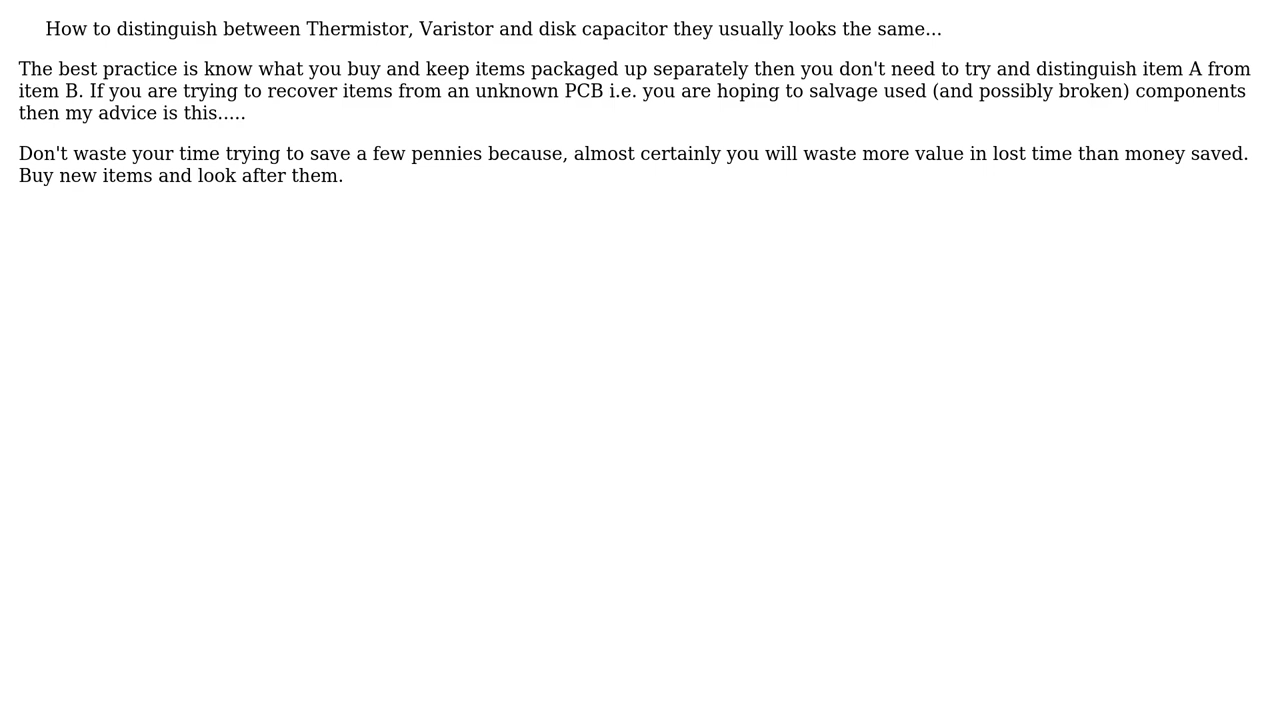 How to distinguish between Thermistor, Varistor and disk capacitor they usually looks the same...
The best practice is know what you buy and keep items packaged up separately then you don't need to try and distinguish item A from
item B. If you are trying to recover items from an unknown PCB i.e. you are hoping to salvage used (and possibly broken) components
then my advice is this.....
Don't waste your time trying to save a few pennies because, almost certainly you will waste more value in lost time than money saved.
Buy new items and look after them.